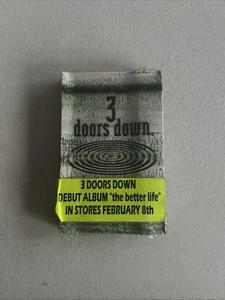 3
doors down
3 DOORS DOWN
DEBUT ALBUM "the better life"
IN STORES FEBRUARY 8th